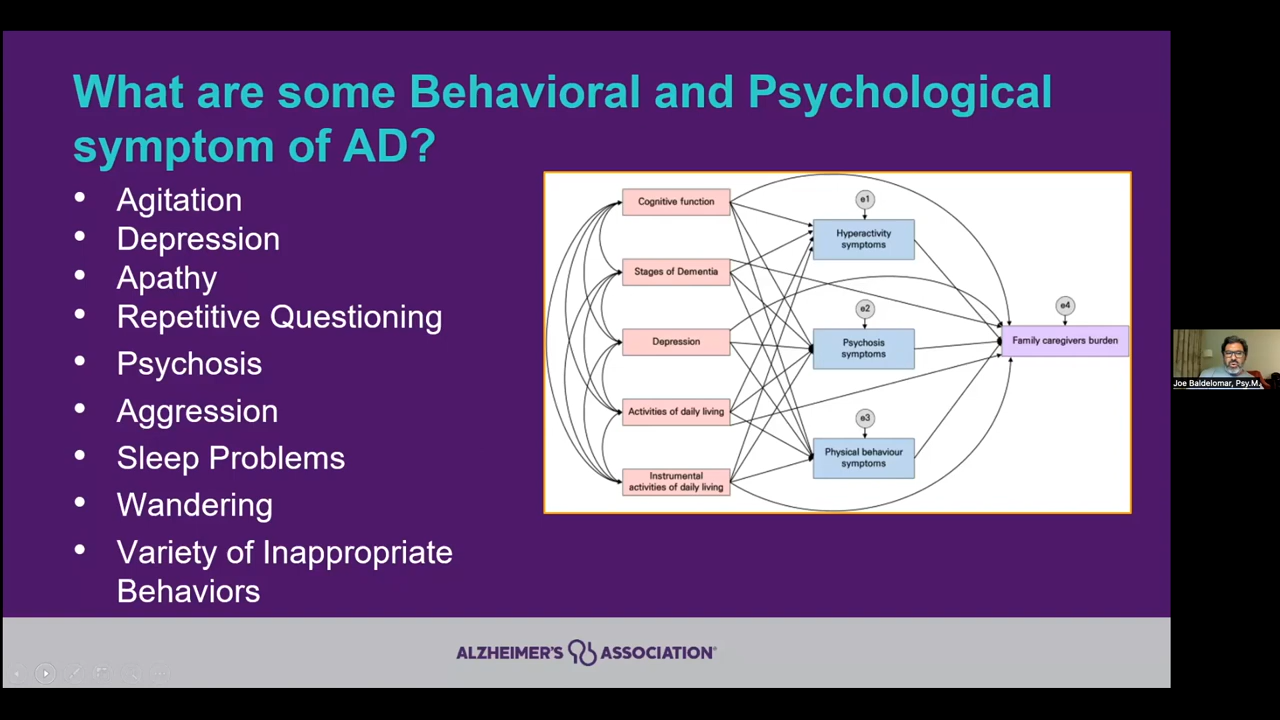 What are some Behavioral and Psychological
symptom of AD?
• Agitation
• Depression
• Apathy
• Repetitive Questioning
• Psychosis
• Aggression
• Sleep Problems
• Wandering
• Variety of Inappropriate
Behaviors
Cognitive function
Stages of Dementia
Depression
Activities of daily living
Instrumental
activities of daily living
e1
Hyperactivity
symptoms
e2
Psychosis
symptoms
e3
Physical behaviour
symptoms
e4
Family caregivers burden
Joe Baldelomar, Psy.M.
ALZHEIMER'S ASSOCIATION®